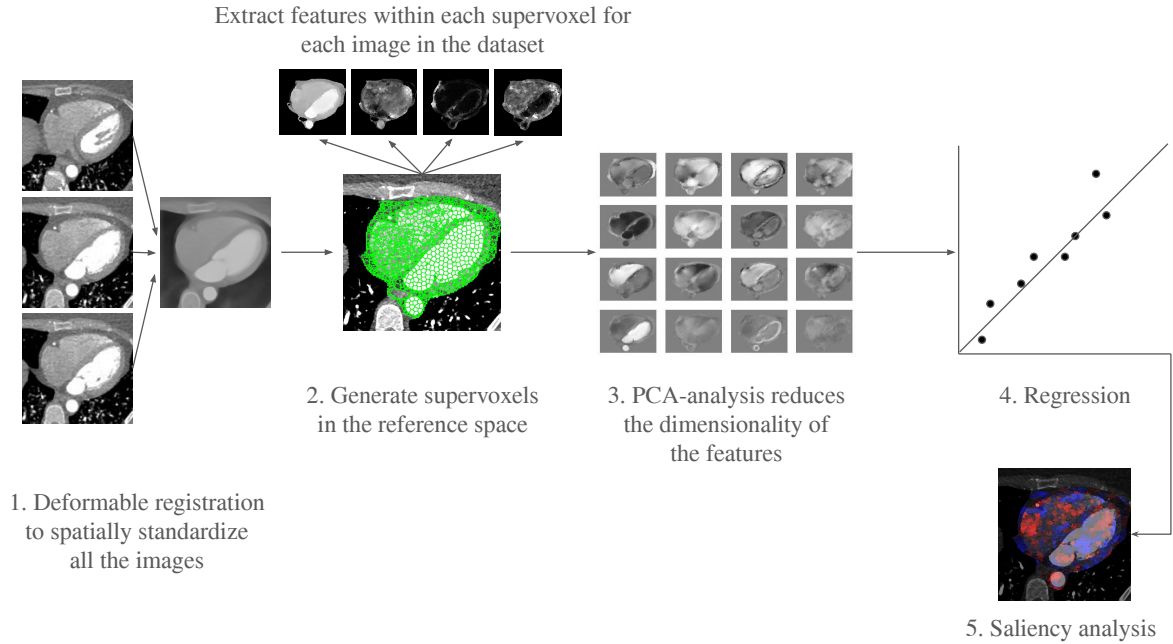 Extract features within each supervoxel for
each image in the dataset
1. Deformable registration
to spatially standardize
all the images
2. Generate supervoxels
in the reference space
3. PCA-analysis reduces
the dimensionality of
the features
4. Regression
5. Saliency analysis